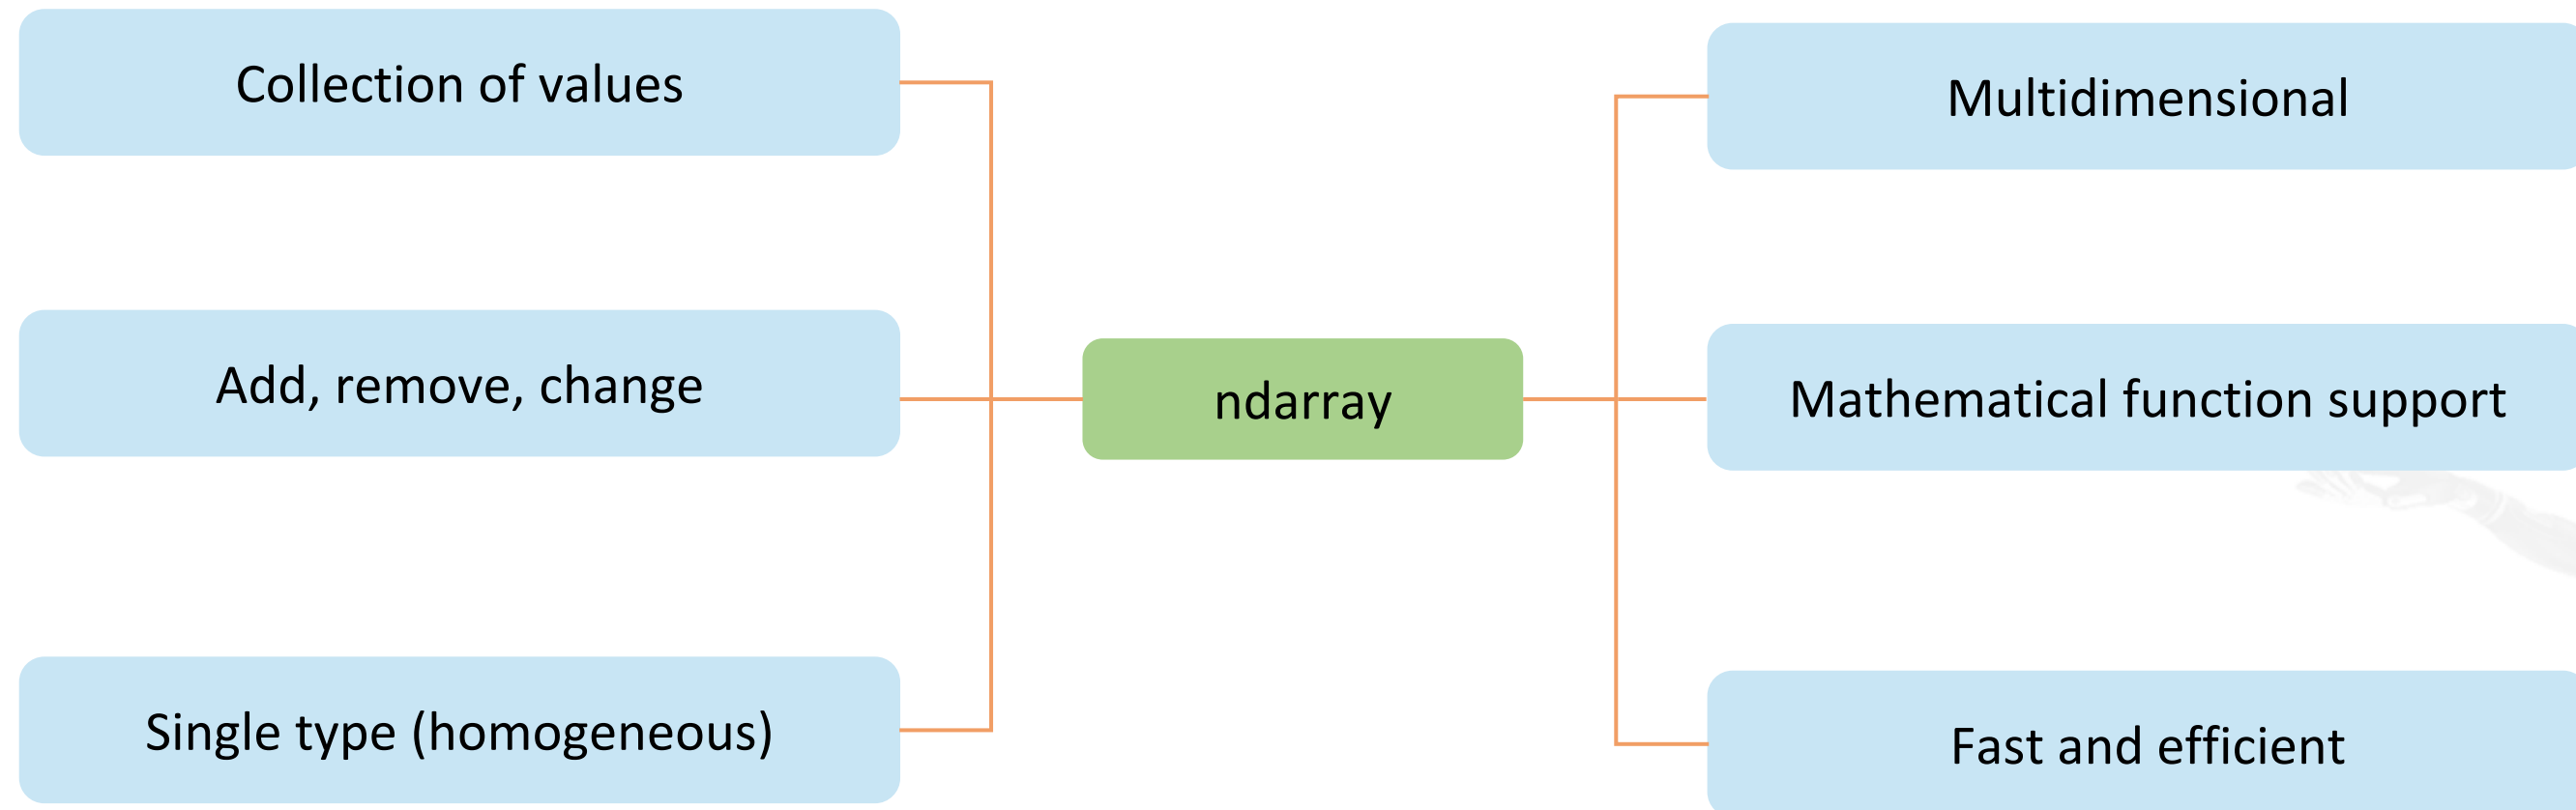 Collection of values
Add, remove, change
Single type (homogeneous)
ndarray
Multidimensional
Mathematical function support
Fast and efficient